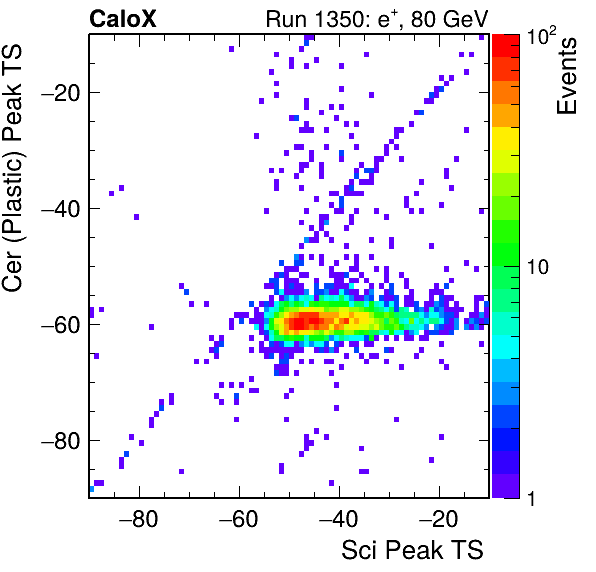 CaloX Run 1350: e⁺, 80 GeV
Cer (Plastic) Peak TS
−20
−40
−60
−80
−80 −60 −40 −20
Sci Peak TS
10²
10
1
Events